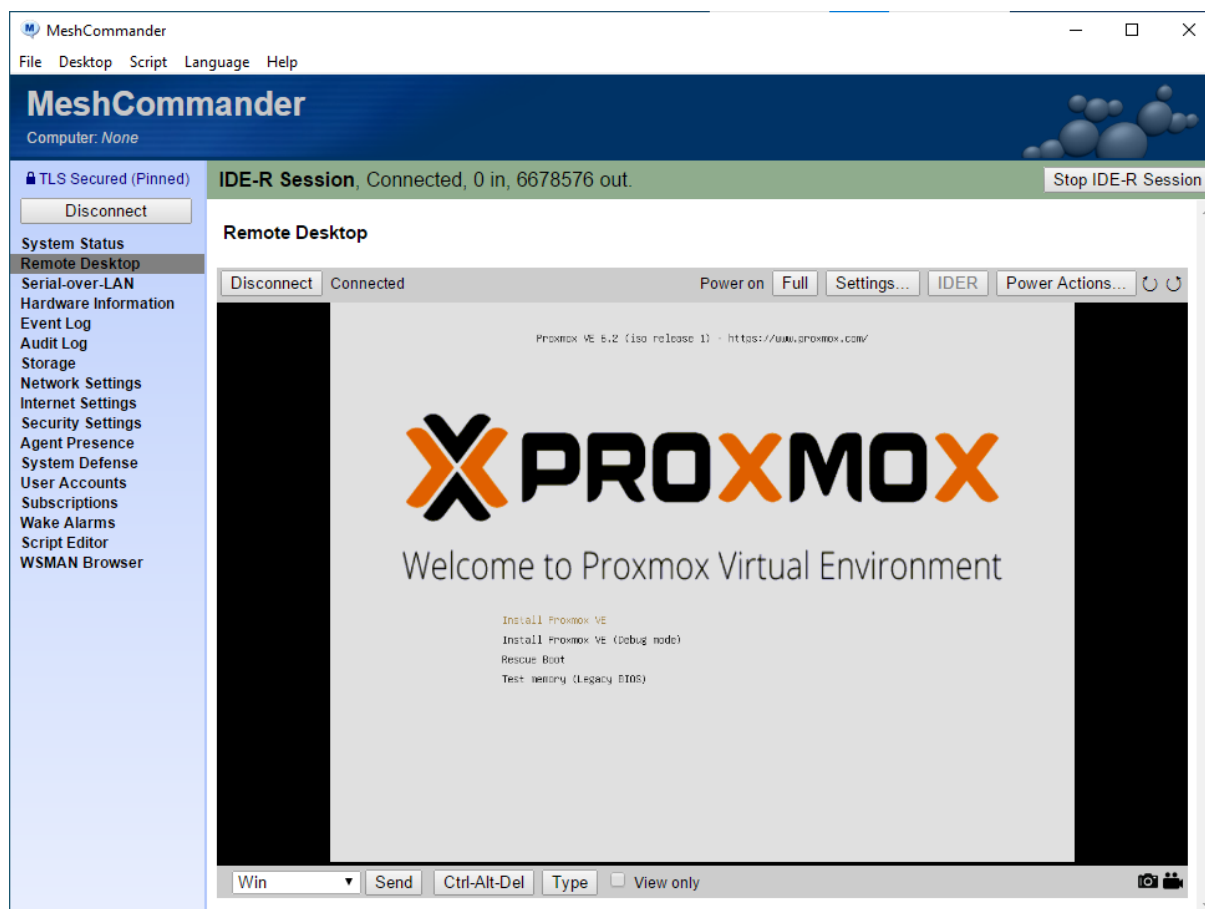 MeshCommander
File Desktop Script Language Help
MeshCommander
Computer: None
TLS Secured (Pinned)
IDE-R Session, Connected, 0 in, 6678576 out.
Stop IDE-R Session
Disconnect
System Status
Remote Desktop
Serial-over-LAN
Hardware Information
Event Log
Audit Log
Storage
Network Settings
Internet Settings
Security Settings
Agent Presence
System Defense
User Accounts
Subscriptions
Wake Alarms
Script Editor
WSMAN Browser
Remote Desktop
Disconnect Connected Power on Full Settings... IDER Power Actions...
Proxmox VE 6.2 (iso release 1) - https://www.proxmox.com/
PROXMOX
Welcome to Proxmox Virtual Environment
Install Proxmox VE
Install Proxmox VE (Debug mode)
Rescue Boot
Test memory (Legacy BIOS)
Win Send Ctrl-Alt-Del Type View only